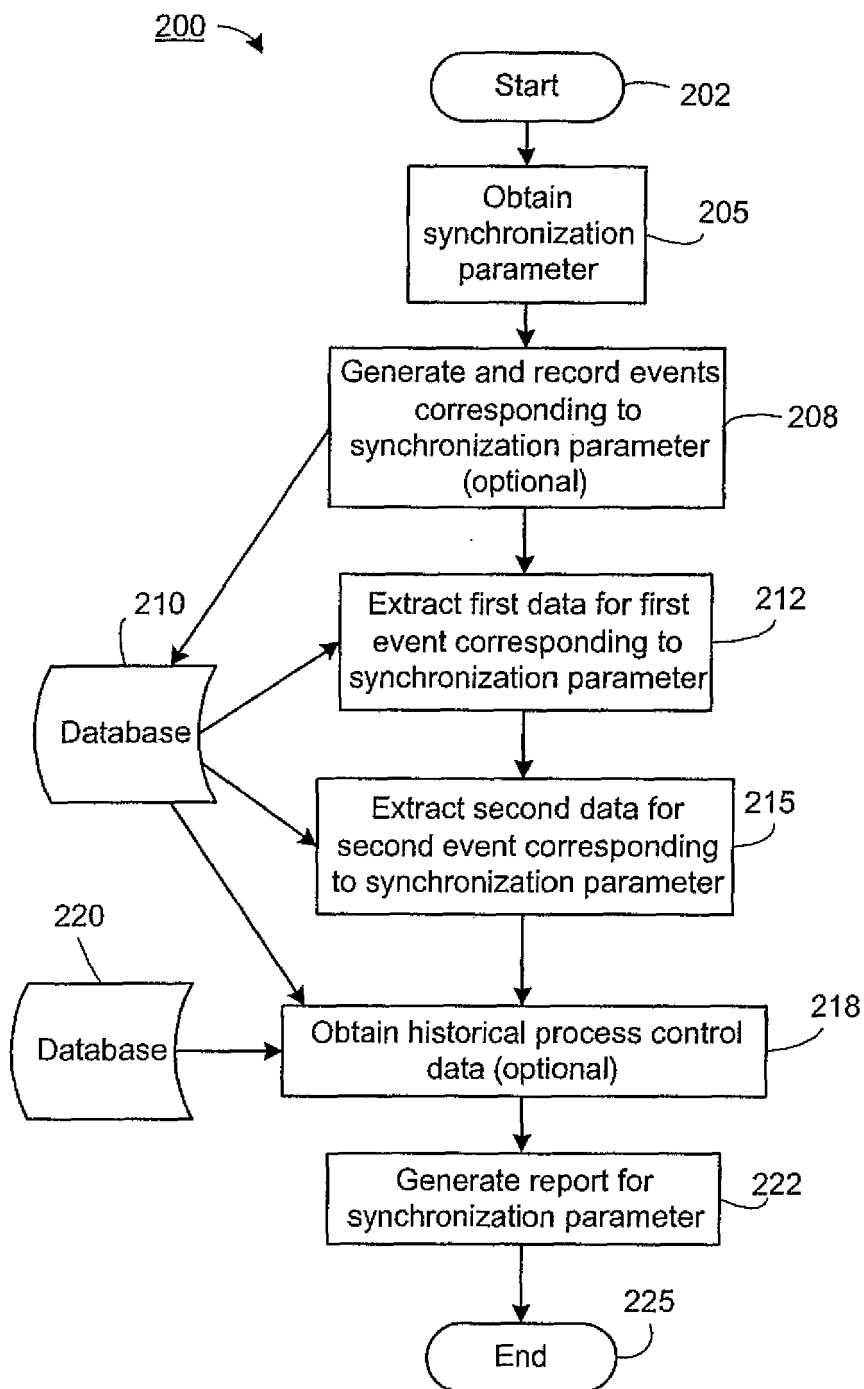 200
Start
202
Obtain
synchronization
parameter
205
Generate and record events
corresponding to
synchronization parameter
(optional)
208
210
Database
Extract first data for first
event corresponding to
synchronization parameter
212
Extract second data for
second event corresponding
to synchronization parameter
215
220
Database
Obtain historical process control
data (optional)
218
Generate report for
synchronization parameter
222
End
225